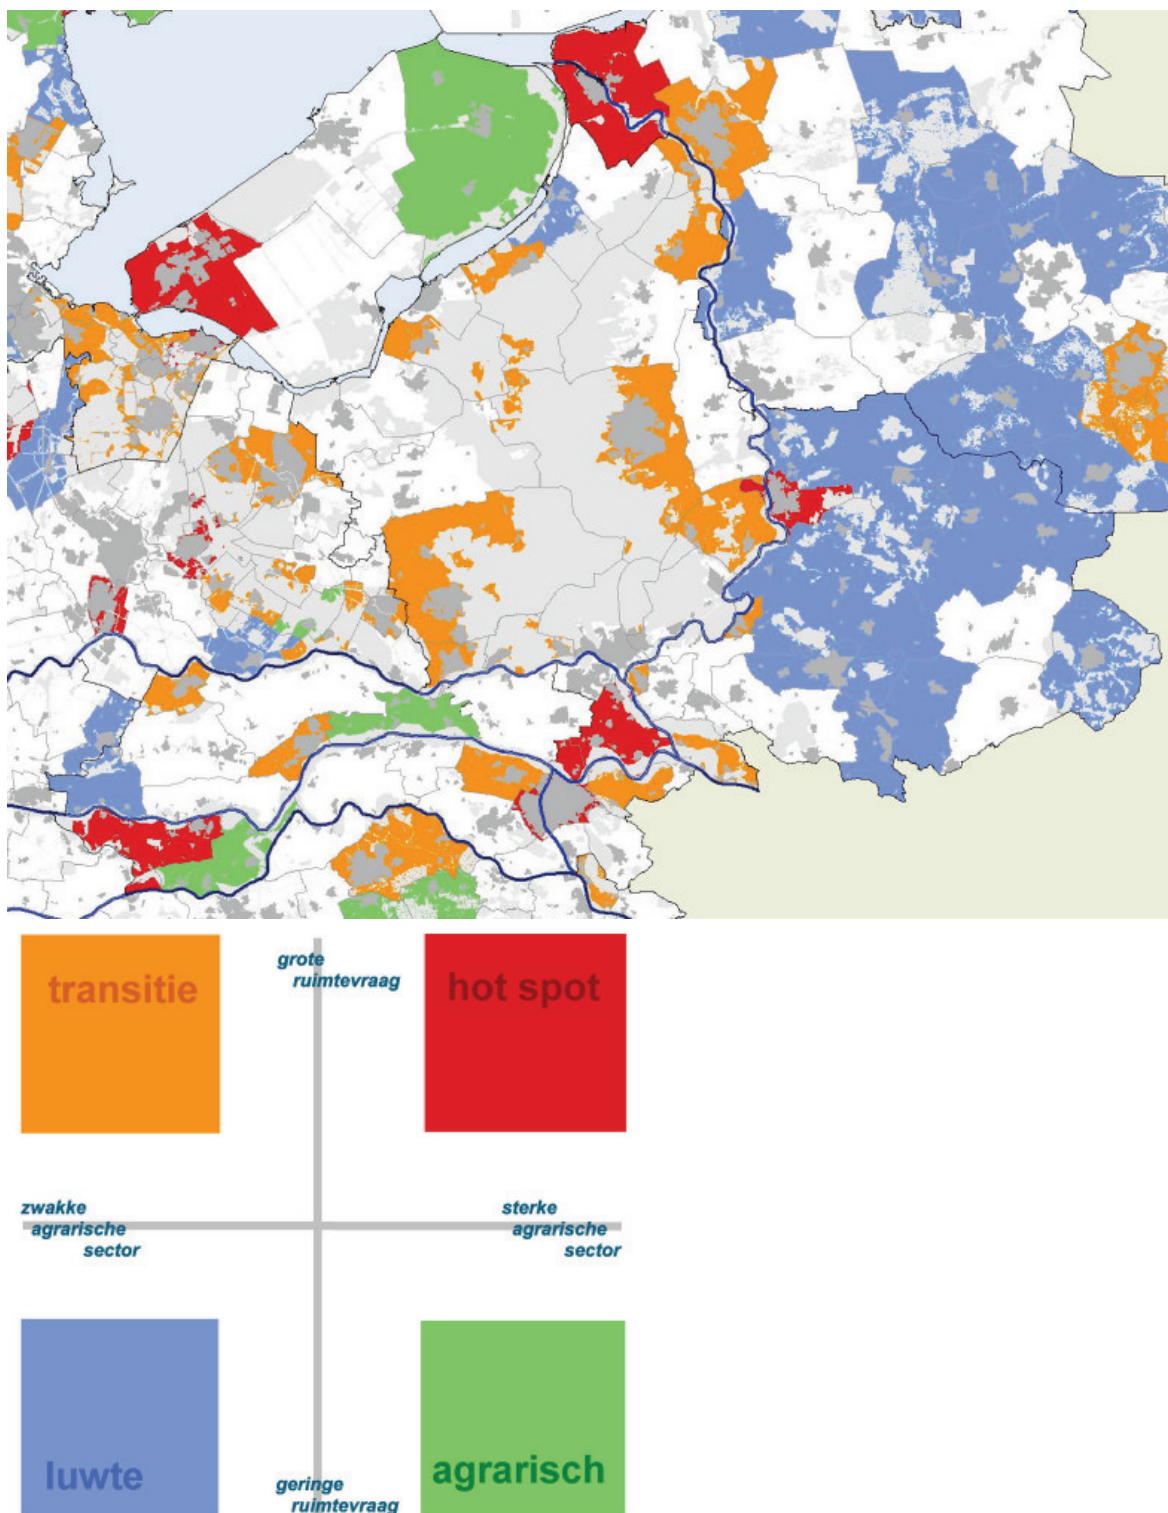 transitie
grote
ruimtevraag
hot spot
zwakke
agrarische
sector
sterke
agrarische
sector
luwte
geringe
ruimtevraag
agrarisch